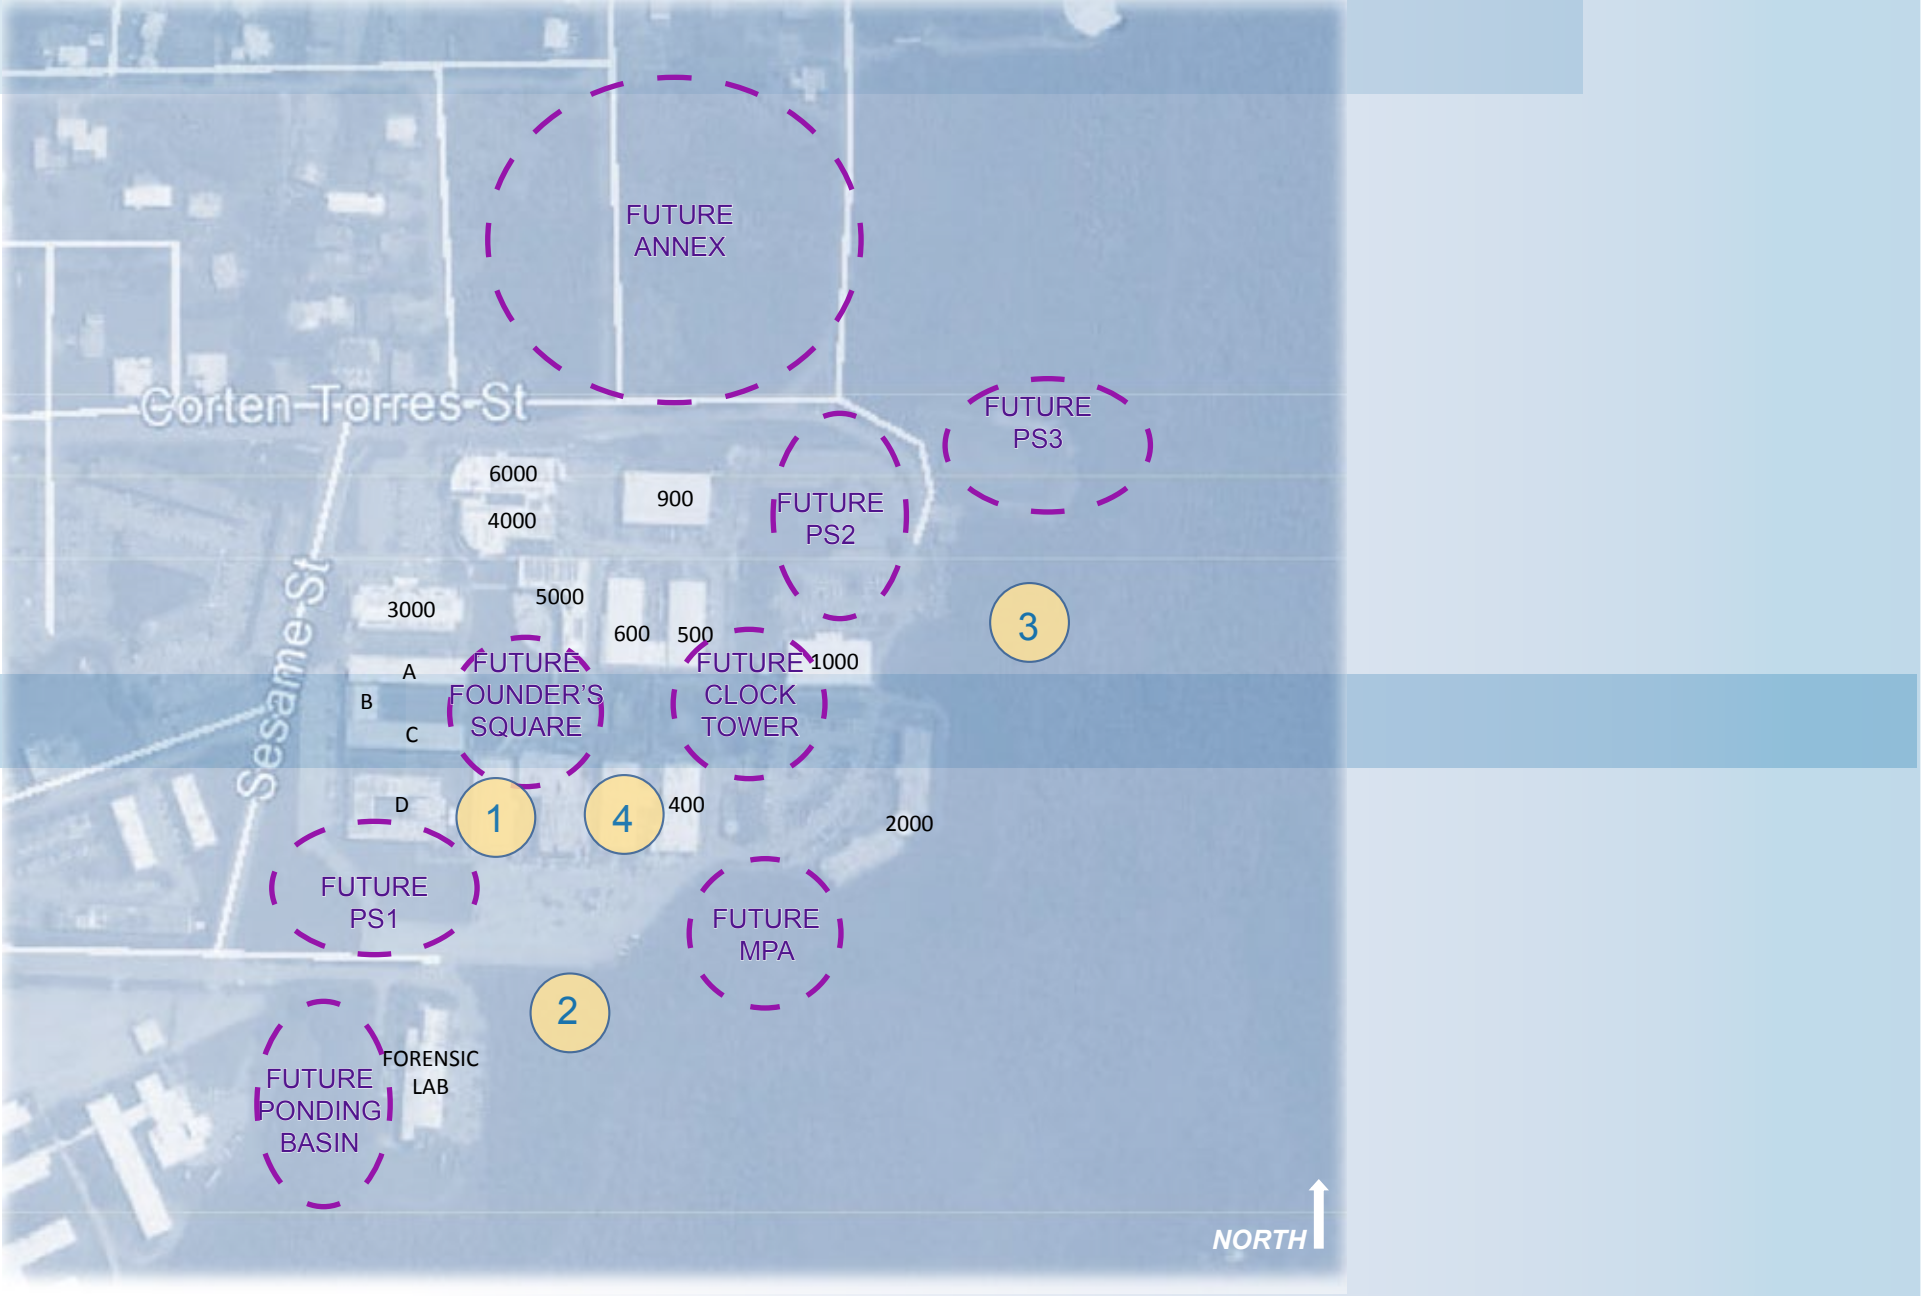 FUTURE
ANNEX
Corten-Torres-St
FUTURE
PS3
6000
900
4000
FUTURE
PS2
3000
5000
600
500
3
A
FUTURE
FOUNDER'S
SQUARE
FUTURE
CLOCK
TOWER
1000
B
C
Sesame-St
D
1
4
400
2000
FUTURE
PS1
FUTURE
MPA
2
FORENSIC
LAB
FUTURE
PONDING
BASIN
NORTH